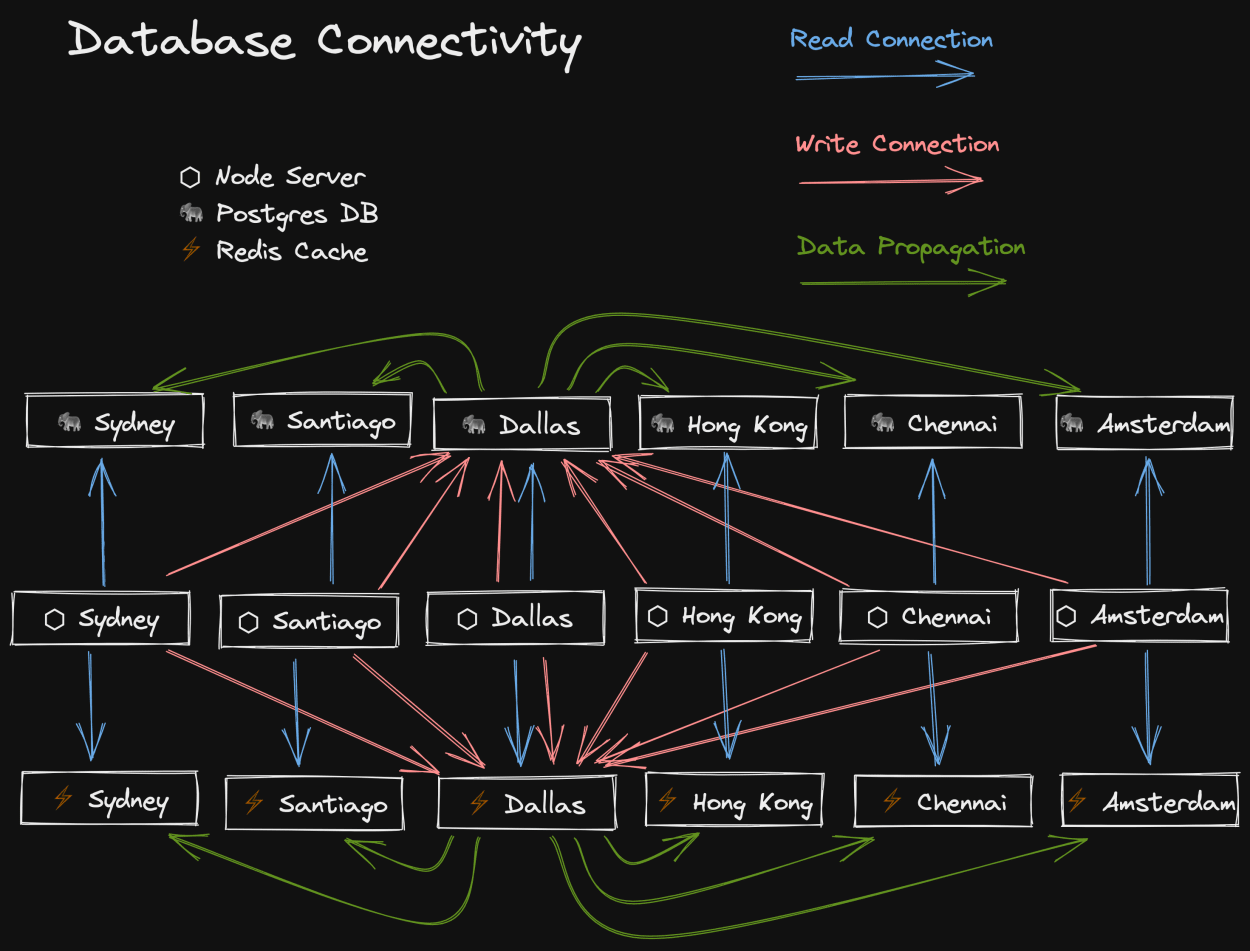 Database Connectivity
Read Connection
Write Connection
Node Server
Postgres DB
Redis Cache
Data Propagation
Sydney
Santiago
Dallas
Hong Kong
Chennai
Amsterdam
Sydney
Santiago
Dallas
Hong Kong
Chennai
Amsterdam
Sydney
Santiago
Dallas
Hong Kong
Chennai
Amsterdam